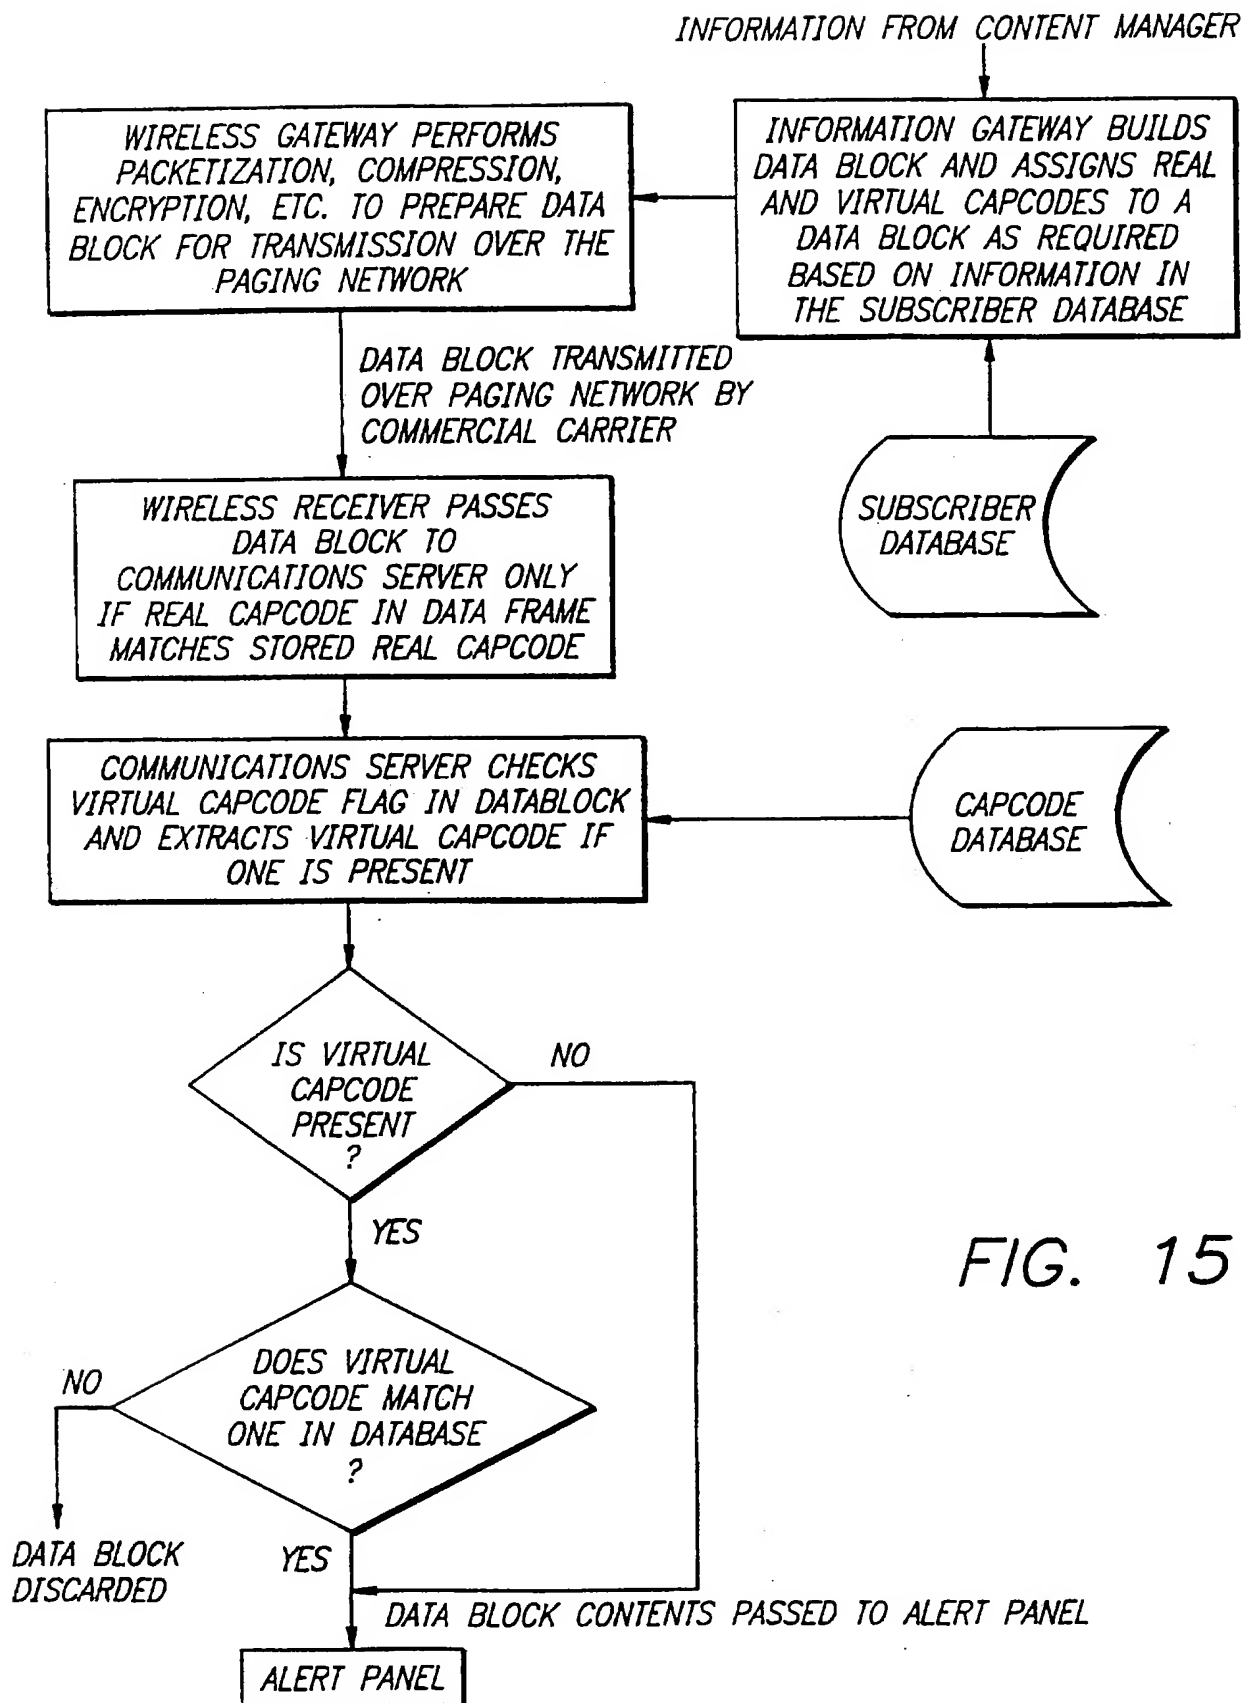 INFORMATION FROM CONTENT MANAGER
WIRELESS GATEWAY PERFORMS
PACKETIZATION, COMPRESSION,
ENCRYPTION, ETC. TO PREPARE DATA
BLOCK FOR TRANSMISSION OVER THE
PAGING NETWORK
INFORMATION GATEWAY BUILDS
DATA BLOCK AND ASSIGNS REAL
AND VIRTUAL CAPCODES TO A
DATA BLOCK AS REQUIRED
BASED ON INFORMATION IN
THE SUBSCRIBER DATABASE
DATA BLOCK TRANSMITTED
OVER PAGING NETWORK BY
COMMERCIAL CARRIER
SUBSCRIBER
DATABASE
WIRELESS RECEIVER PASSES
DATA BLOCK TO
COMMUNICATIONS SERVER ONLY
IF REAL CAPCODE IN DATA FRAME
MATCHES STORED REAL CAPCODE
COMMUNICATIONS SERVER CHECKS
VIRTUAL CAPCODE FLAG IN DATABLOCK
AND EXTRACTS VIRTUAL CAPCODE IF
ONE IS PRESENT
CAPCODE
DATABASE
IS VIRTUAL
CAPCODE
PRESENT
?
NO
YES
FIG. 15
DOES VIRTUAL
CAPCODE MATCH
ONE IN DATABASE
?
NO
DATA BLOCK
DISCARDED
YES
DATA BLOCK CONTENTS PASSED TO ALERT PANEL
ALERT PANEL